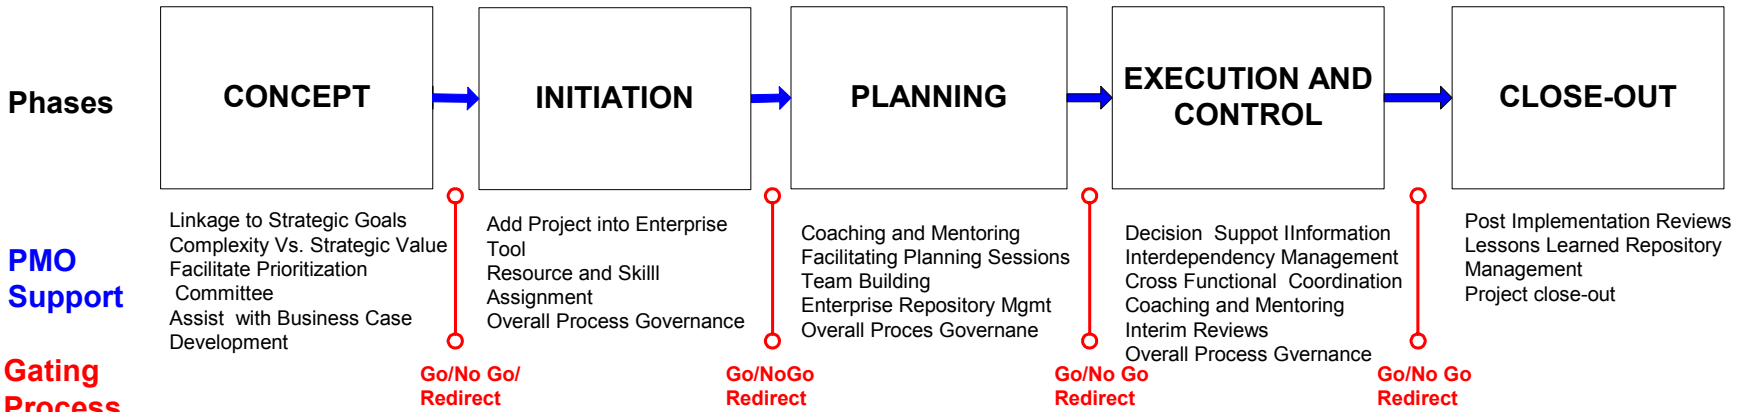 Phases
CONCEPT
INITIATION
PLANNING
EXECUTION AND
CONTROL
CLOSE-OUT
PMO
Support
Linkage to Strategic Goals
Complexity Vs. Strategic Value
Facilitate Prioritization
Committee
Assist with Business Case
Development
Add Project into Enterprise
Tool
Resource and Skilll
Assignment
Overall Process Governance
Coaching and Mentoring
Facilitating Planning Sessions
Team Building
Enterprise Repository Mgmt
Overall Proces Governane
Decision Suppot IInformation
Interdependency Management
Cross Functional Coordination
Coaching and Mentoring
Interim Reviews
Overall Process Gvernance
Post Implementation Reviews
Lessons Learned Repository
Management
Project close-out
Gating
Process
Go/No Go/
Redirect
Go/NoGo
Redirect
Go/No Go
Redirect
Go/No Go
Redirect